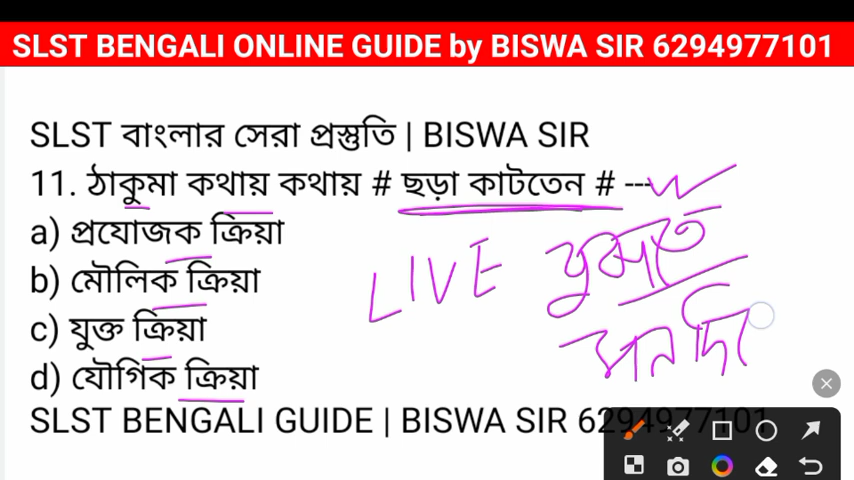 SLST BENGALI ONLINE GUIDE by BISWA SIR 6294977101
SLST বাংলার সেরা প্রস্তুতি | BISWA SIR
11. ঠাকুমা কথায় কথায় # ছড়া কাটতেন # ---
a) প্রযোজক ক্রিয়া
b) মৌলিক ক্রিয়া
c) যুক্ত ক্রিয়া
d) যৌগিক ক্রিয়া
LIVE
SLST BENGALI GUIDE | BISWA SIR 6294977101